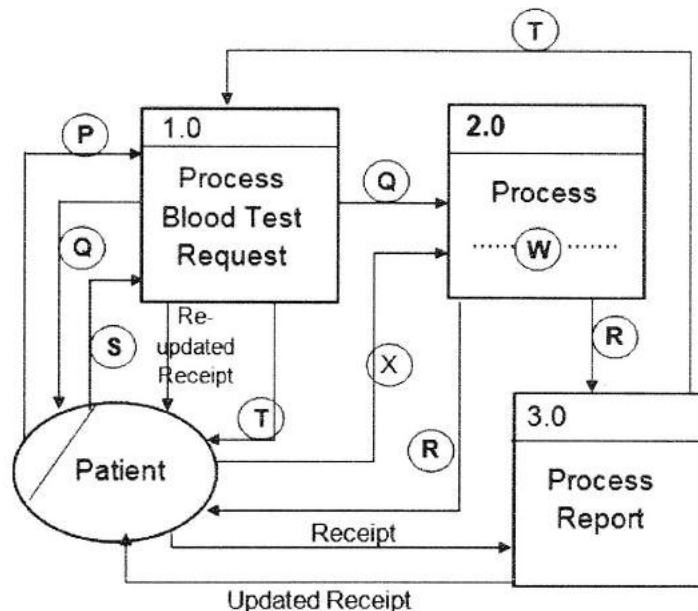 T
P
1.0
Process
Blood Test
Request
Q
2.0
Process
W
Q
S
Re-
updated
Receipt
T
X
R
R
3.0
Process
Report
Patient
Receipt
Updated Receipt